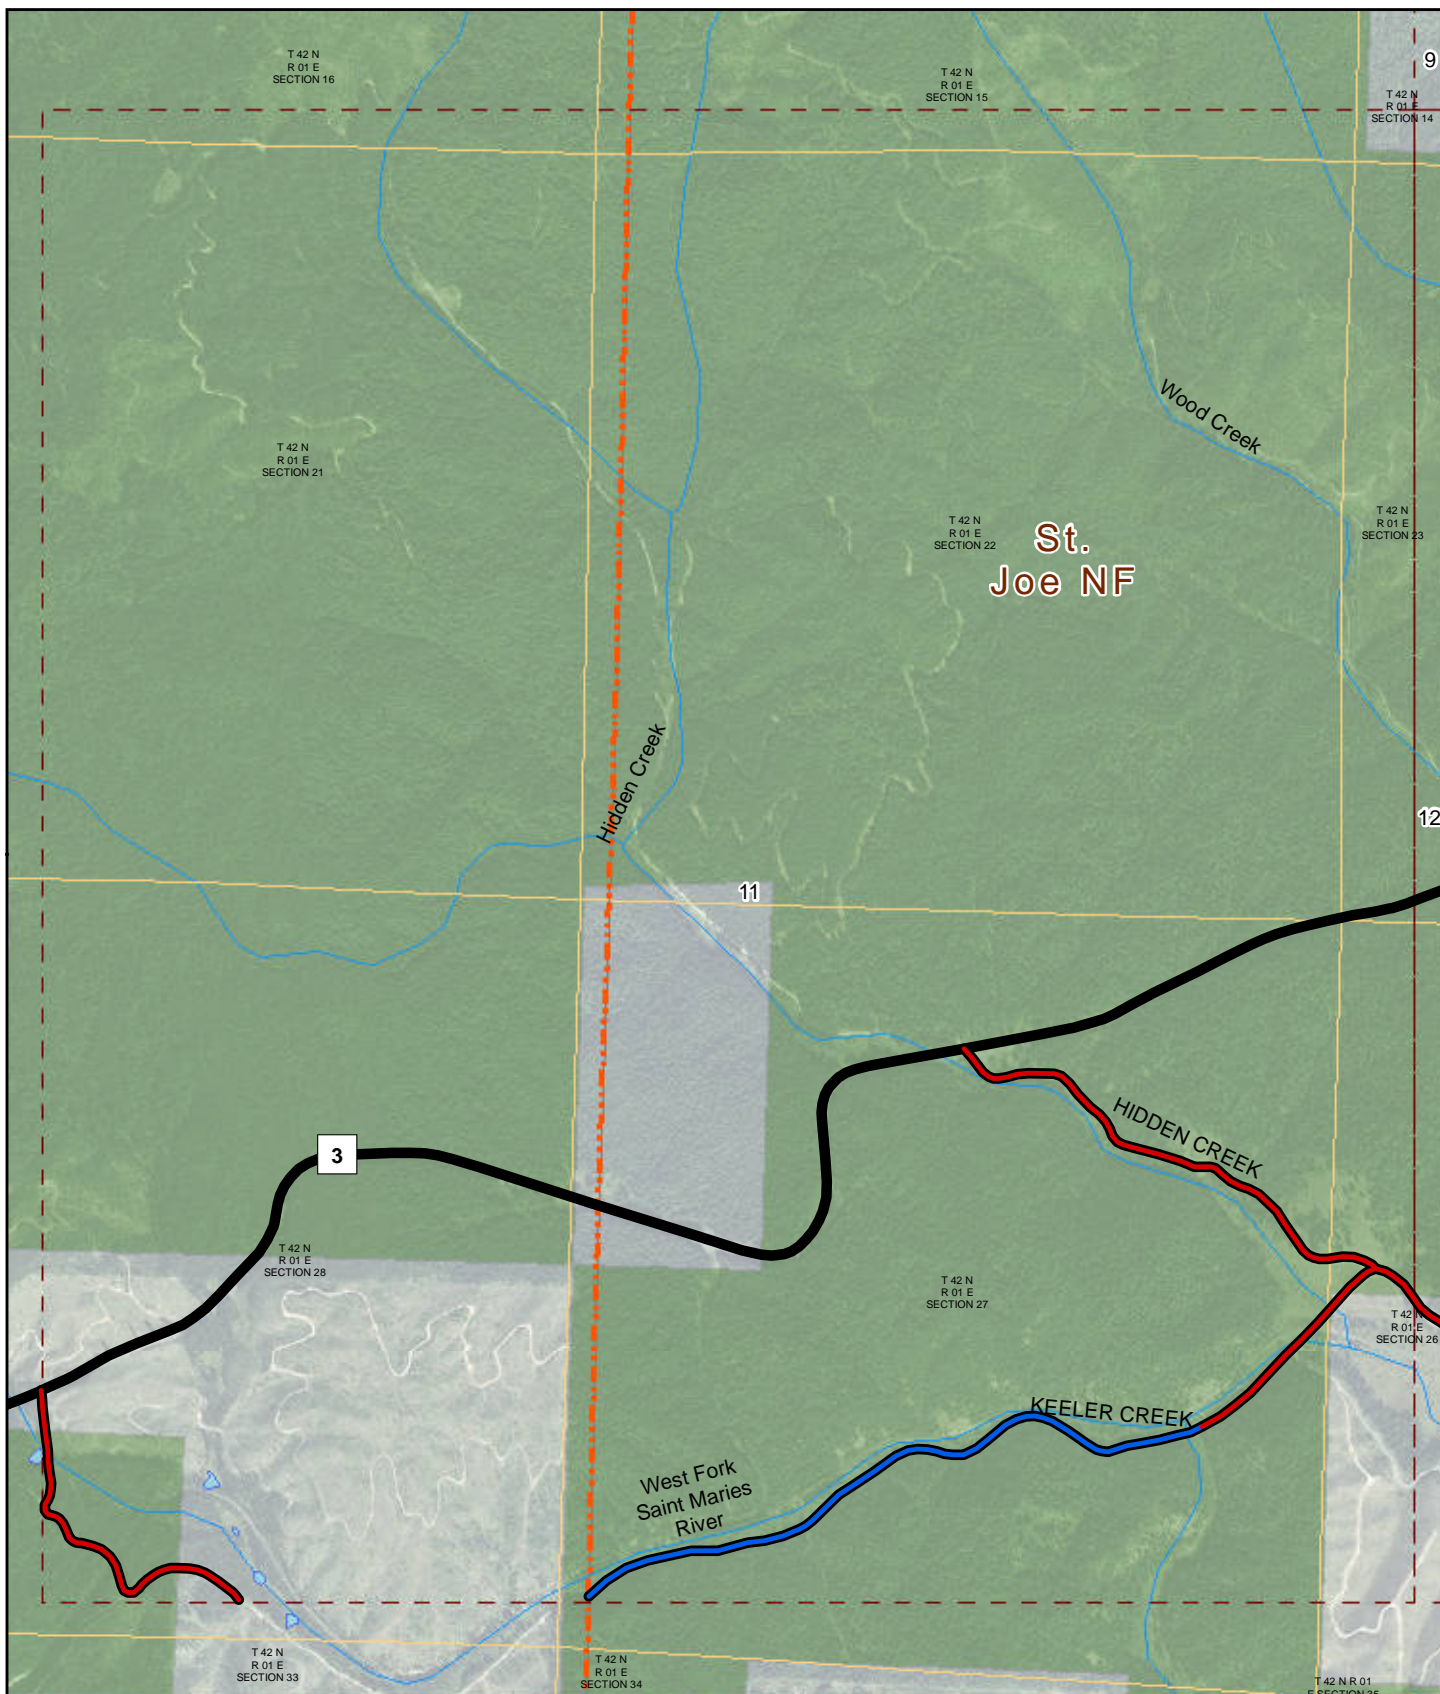 T 42 N
R 01 E
SECTION 16
T 42 N
R 01 E
SECTION 15
9
T 42 N
R 01 E
SECTION 14
Wood Creek
T 42 N
R 01 E
SECTION 21
T 42 N
R 01 E
SECTION 22
St.
Joe NF
T 42 N
R 01 E
SECTION 23
Hidden Creek
12
11
HIDDEN CREEK
3
T 42 N
R 01 E
SECTION 28
T 42 N
R 01 E
SECTION 27
T 42 N
R 01 E
SECTION 26
KEELER CREEK
West Fork
Saint Maries
River
T 42 N
R 01 E
SECTION 33
T 42 N
R 01 E
SECTION 34
T 42 N R 01
E SECTION 35